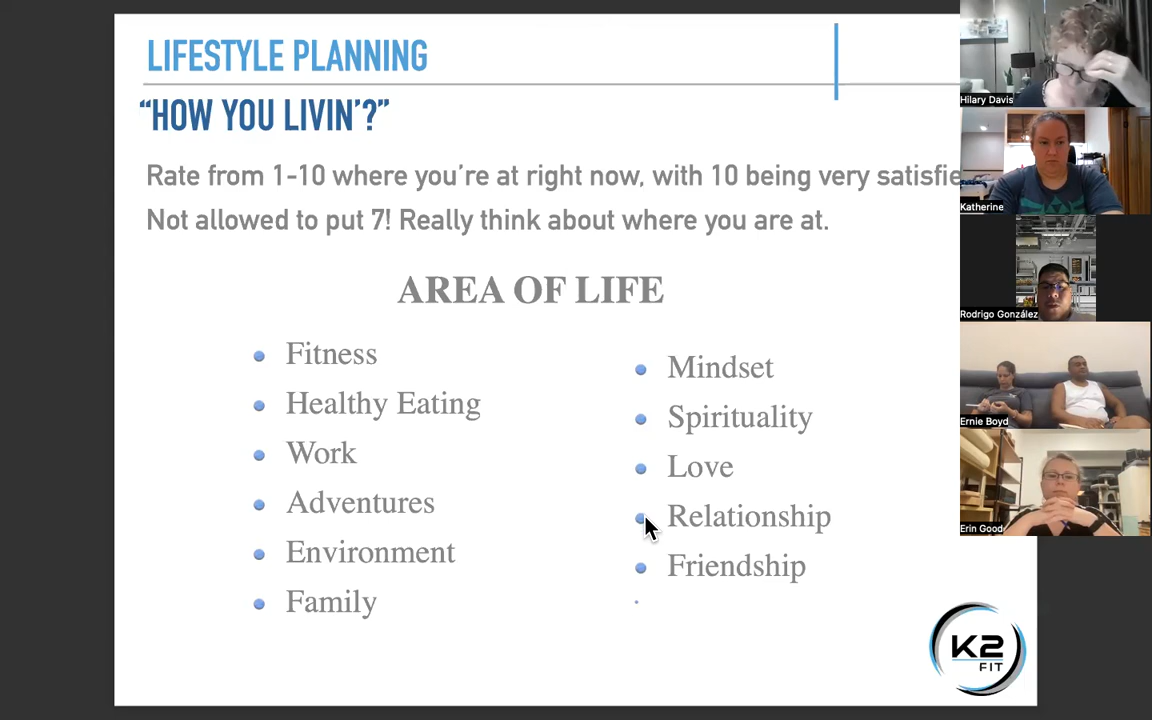 LIFESTYLE PLANNING
“HOW YOU LIVIN’?”
Rate from 1-10 where you’re at right now, with 10 being very satisfie
Not allowed to put 7! Really think about where you are at.
AREA OF LIFE
Fitness
Healthy Eating
Work
Adventures
Environment
Family
Mindset
Spirituality
Love
Relationship
Friendship
K2
FIT
Hilary Davis
Katherine
Rodrigo González
Ernie Boyd
Erin Good